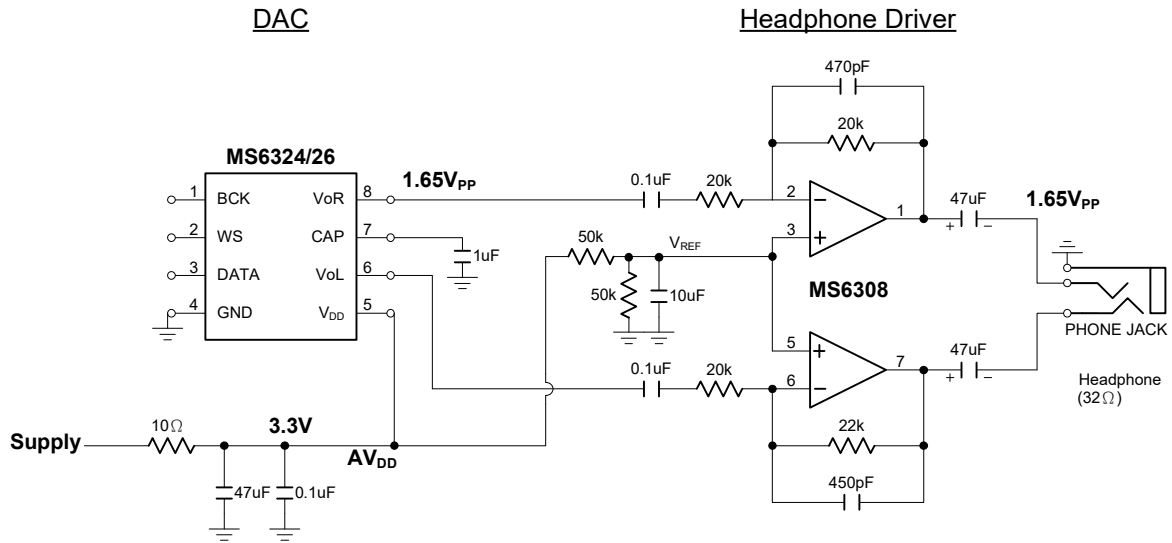 DAC
Headphone Driver
470pF
20k
MS6324/26
1.65VPP
0.1uF
20k
1 BCK VoR 8
2 WS CAP 7
3 DATA VoL 6
4 GND VDD 5
1uF
50k
VREF
50k
10uF
2
3
1
47uF
+ −
1.65VPP
MS6308
PHONE JACK
Headphone
(32Ω)
0.1uF
20k
5
6
7
47uF
+ −
22k
450pF
Supply
10Ω
3.3V
AVDD
47uF
0.1uF